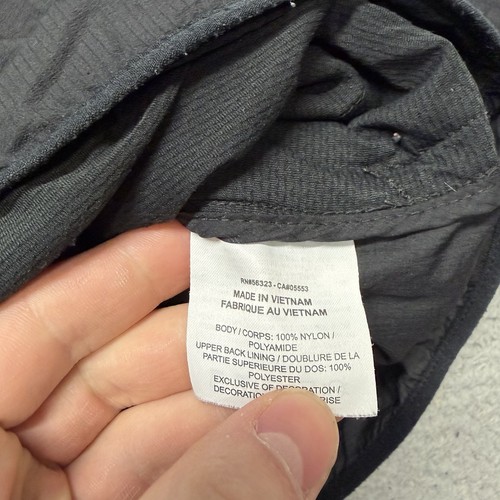 RN#56323 - CA#05553
MADE IN VIETNAM
FABRIQUE AU VIETNAM
BODY / CORPS: 100% NYLON /
POLYAMIDE
UPPER BACK LINING / DOUBLURE DE LA
PARTIE SUPERIEURE DU DOS: 100%
POLYESTER
EXCLUSIVE OF DECORATION /
DECORATION